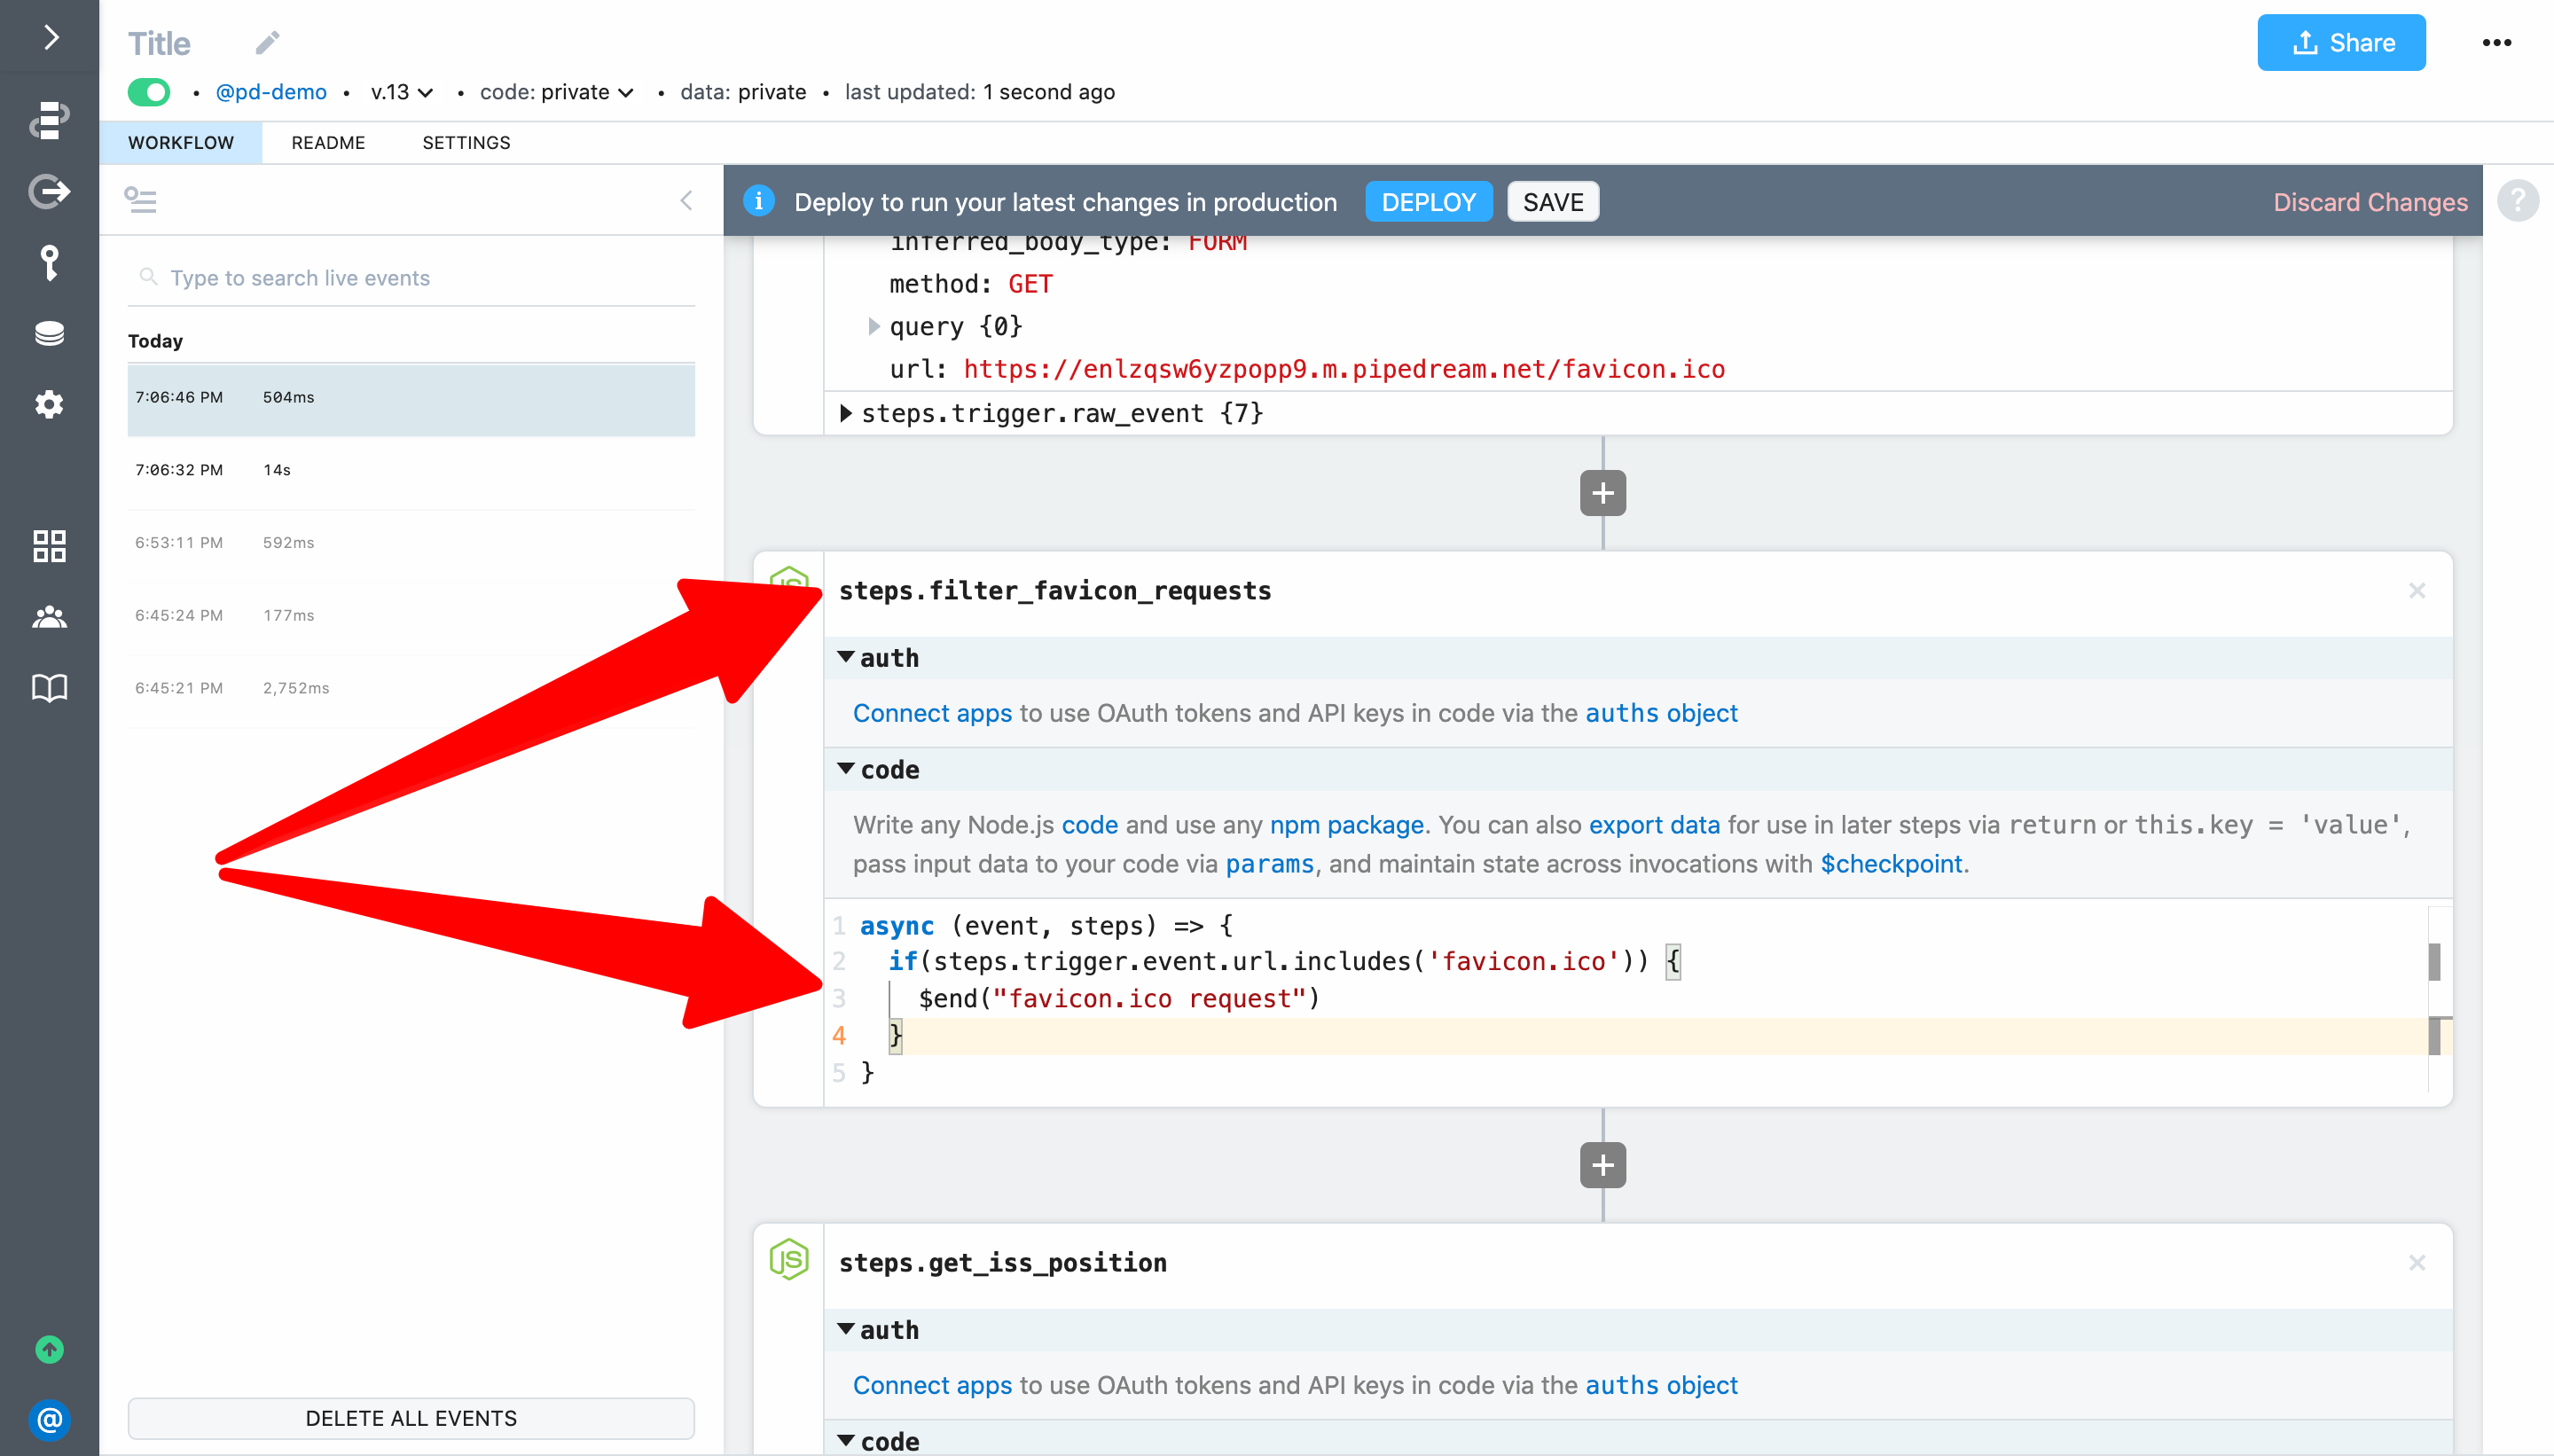 Title
Share
@pd-demo • v.13 • code: private • data: private • last updated: 1 second ago
WORKFLOW README SETTINGS
Deploy to run your latest changes in production DEPLOY SAVE Discard Changes
?
Type to search live events
Today
7:06:46 PM 504ms
7:06:32 PM 14s
6:53:11 PM 592ms
6:45:24 PM 177ms
6:45:21 PM 2,752ms
DELETE ALL EVENTS
@
inferred_body_type: FORM
method: GET
query {0}
url: https://enlzqsw6yzpopp9.m.pipedream.net/favicon.ico
steps.trigger.raw_event {7}
JS
steps.filter_favicon_requests
auth
Connect apps to use OAuth tokens and API keys in code via the auths object
code
Write any Node.js code and use any npm package. You can also export data for use in later steps via return or this.key = 'value',
pass input data to your code via params, and maintain state across invocations with $checkpoint.
1 async (event, steps) => {
2 if(steps.trigger.event.url.includes('favicon.ico')) {
3 $end("favicon.ico request")
4 }
5 }
JS
steps.get_iss_position
auth
Connect apps to use OAuth tokens and API keys in code via the auths object
code